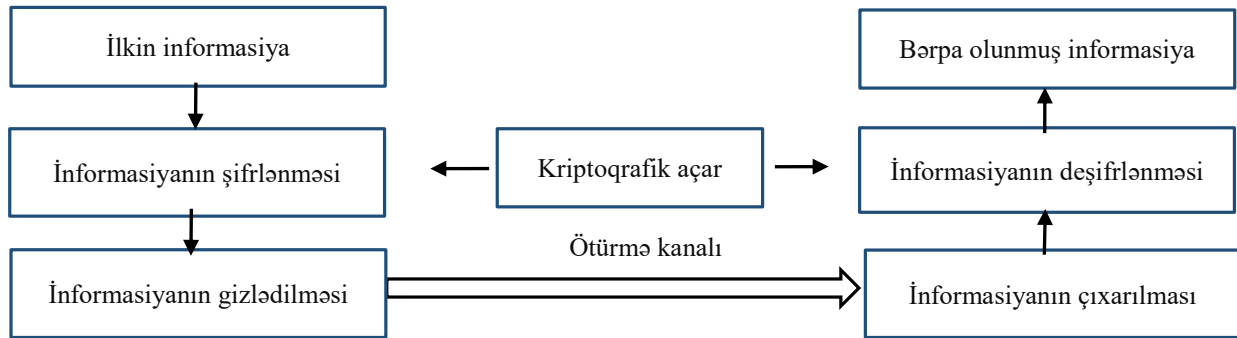 İlkin informasiya
Bərpa olunmuş informasiya
İnformasiyanın şifrlənməsi
Kriptoqrafik açar
İnformasiyanın deşifrlənməsi
Ötürmə kanalı
İnformasiyanın gizlədilməsi
İnformasiyanın çıxarılması